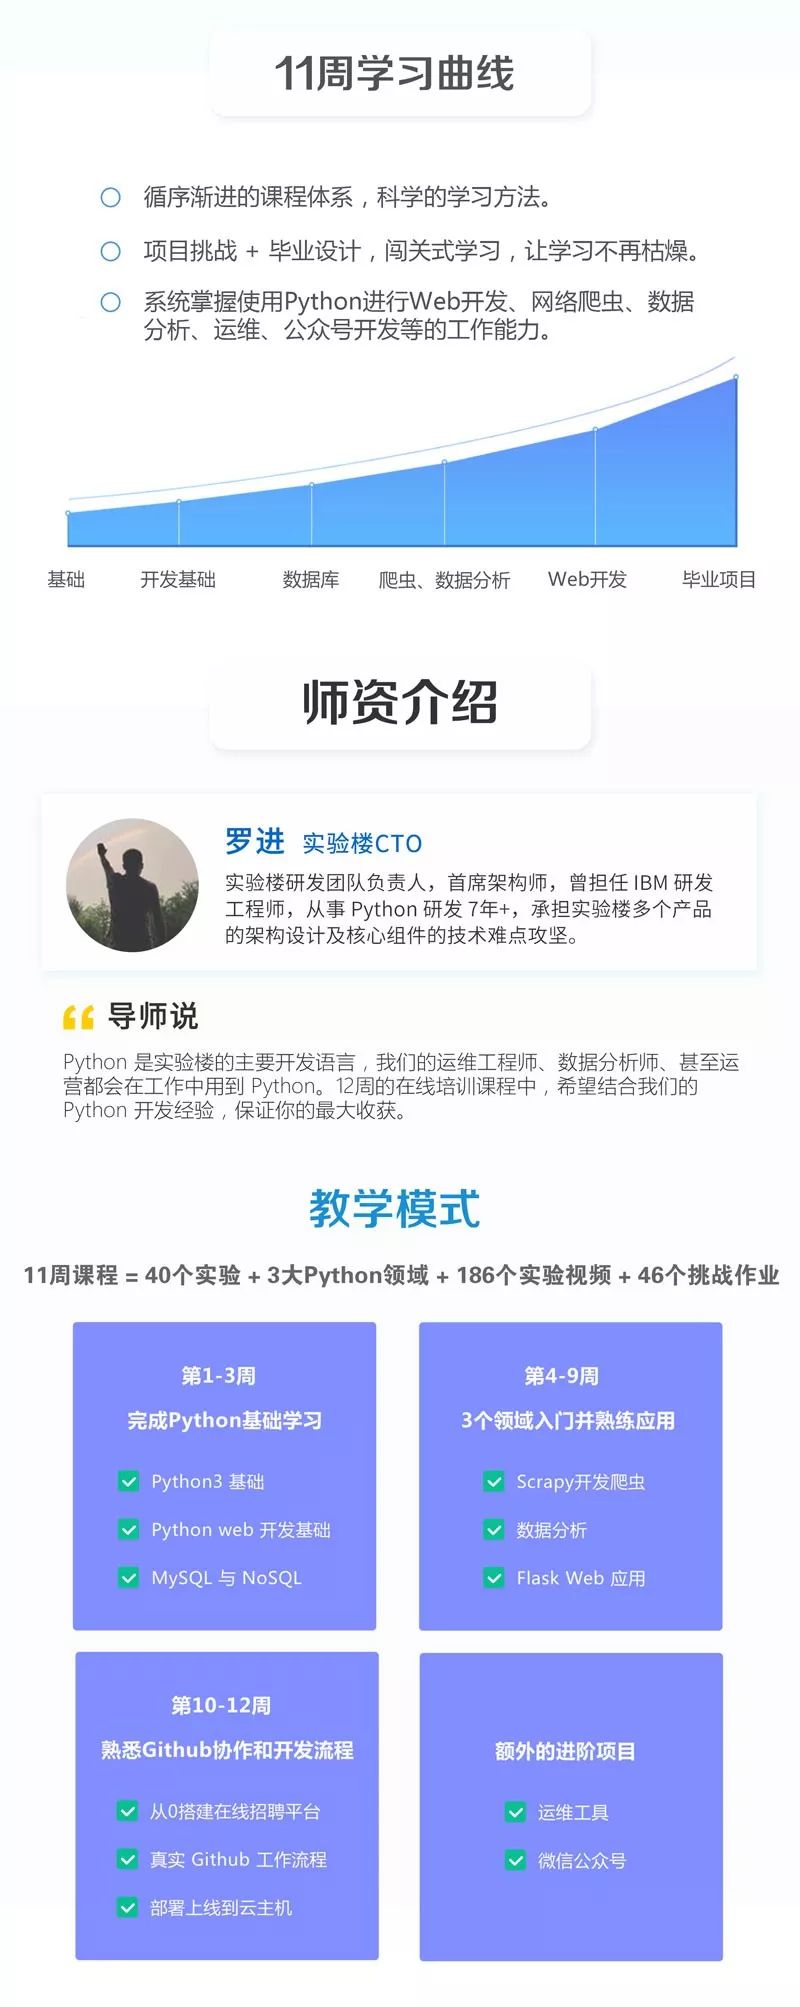 11周学习曲线
循序渐进的课程体系，科学的学习方法。
项目挑战 + 毕业设计，闯关式学习，让学习不再枯燥。
系统掌握使用Python进行Web开发、网络爬虫、数据
分析、运维、公众号开发等的工作能力。
基础
开发基础
数据库
爬虫、数据分析
Web开发
毕业项目
师资介绍
罗进 实验楼CTO
实验楼研发团队负责人，首席架构师，曾担任 IBM 研发
工程师，从事 Python 研发 7年+，承担实验楼多个产品
的架构设计及核心组件的技术难点攻坚。
导师说
Python 是实验楼的主要开发语言，我们的运维工程师、数据分析师、甚至运
营都会在工作中用到 Python。12周的在线培训课程中，希望结合我们的
Python 开发经验，保证你的最大收获。
教学模式
11周课程 = 40个实验 + 3大Python领域 + 186个实验视频 + 46个挑战作业
第1-3周
完成Python基础学习
Python3 基础
Python web 开发基础
MySQL 与 NoSQL
第4-9周
3个领域入门并熟练应用
Scrapy开发爬虫
数据分析
Flask Web 应用
第10-12周
熟悉Github协作和开发流程
从0搭建在线招聘平台
真实 Github 工作流程
部署上线到云主机
额外的进阶项目
运维工具
微信公众号